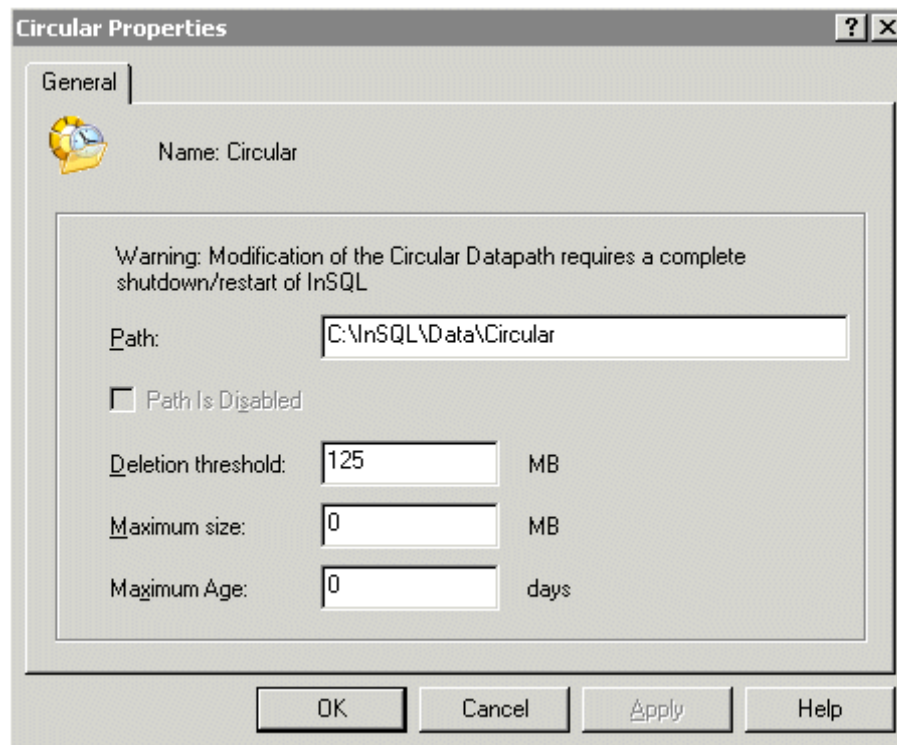 Circular Properties
General
Name: Circular
Warning: Modification of the Circular Datapath requires a complete
shutdown/restart of InSQL
Path: C:\InSQL\Data\Circular
Path Is Disabled
Deletion threshold: 125 MB
Maximum size: 0 MB
Maximum Age: 0 days
OK Cancel Apply Help